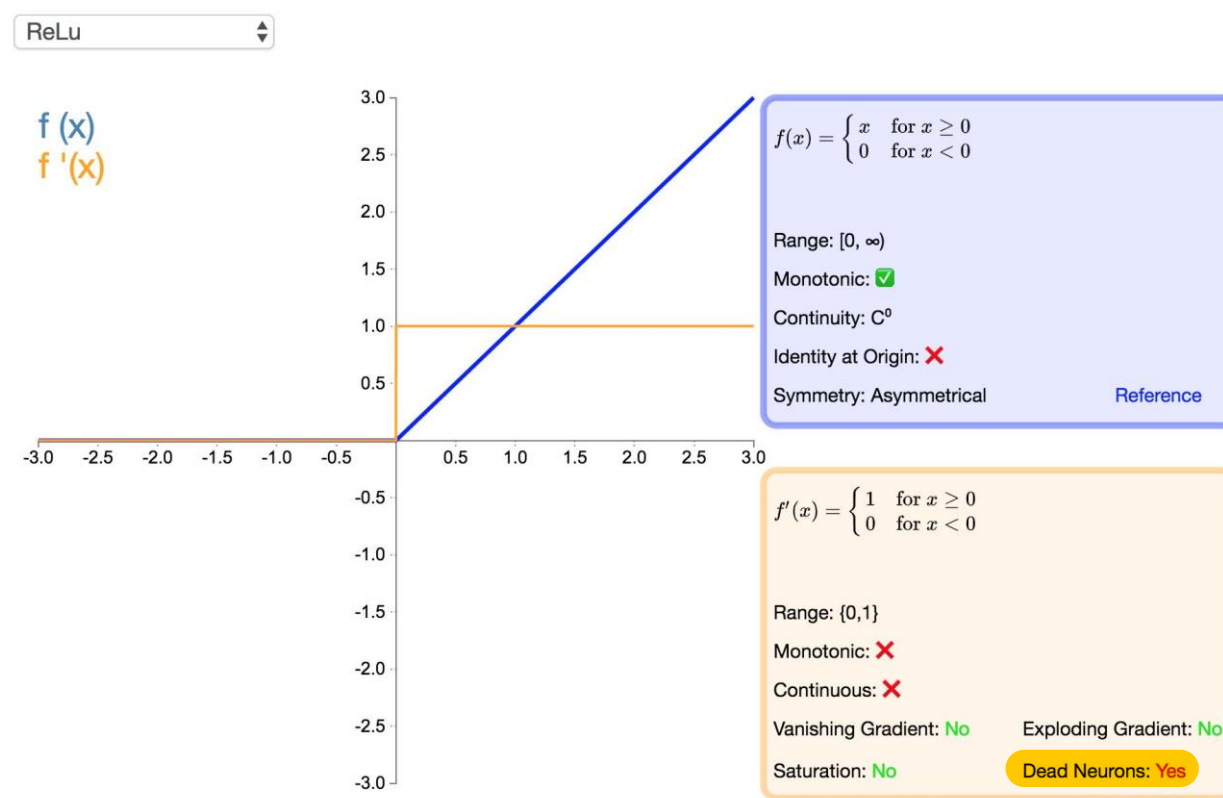 ReLu
f (x)
f '(x)
3.0
2.5
2.0
1.5
1.0
0.5
-3.0 -2.5 -2.0 -1.5 -1.0 -0.5 0.5 1.0 1.5 2.0 2.5 3.0
-0.5
-1.0
-1.5
-2.0
-2.5
-3.0
f(x) = { x for x ≥ 0
0 for x < 0
Range: [0, ∞)
Monotonic: ✅
Continuity: C⁰
Identity at Origin: ❌
Symmetry: Asymmetrical Reference
f′(x) = { 1 for x ≥ 0
0 for x < 0
Range: {0,1}
Monotonic: ❌
Continuous: ❌
Vanishing Gradient: No Exploding Gradient: No
Saturation: No Dead Neurons: Yes